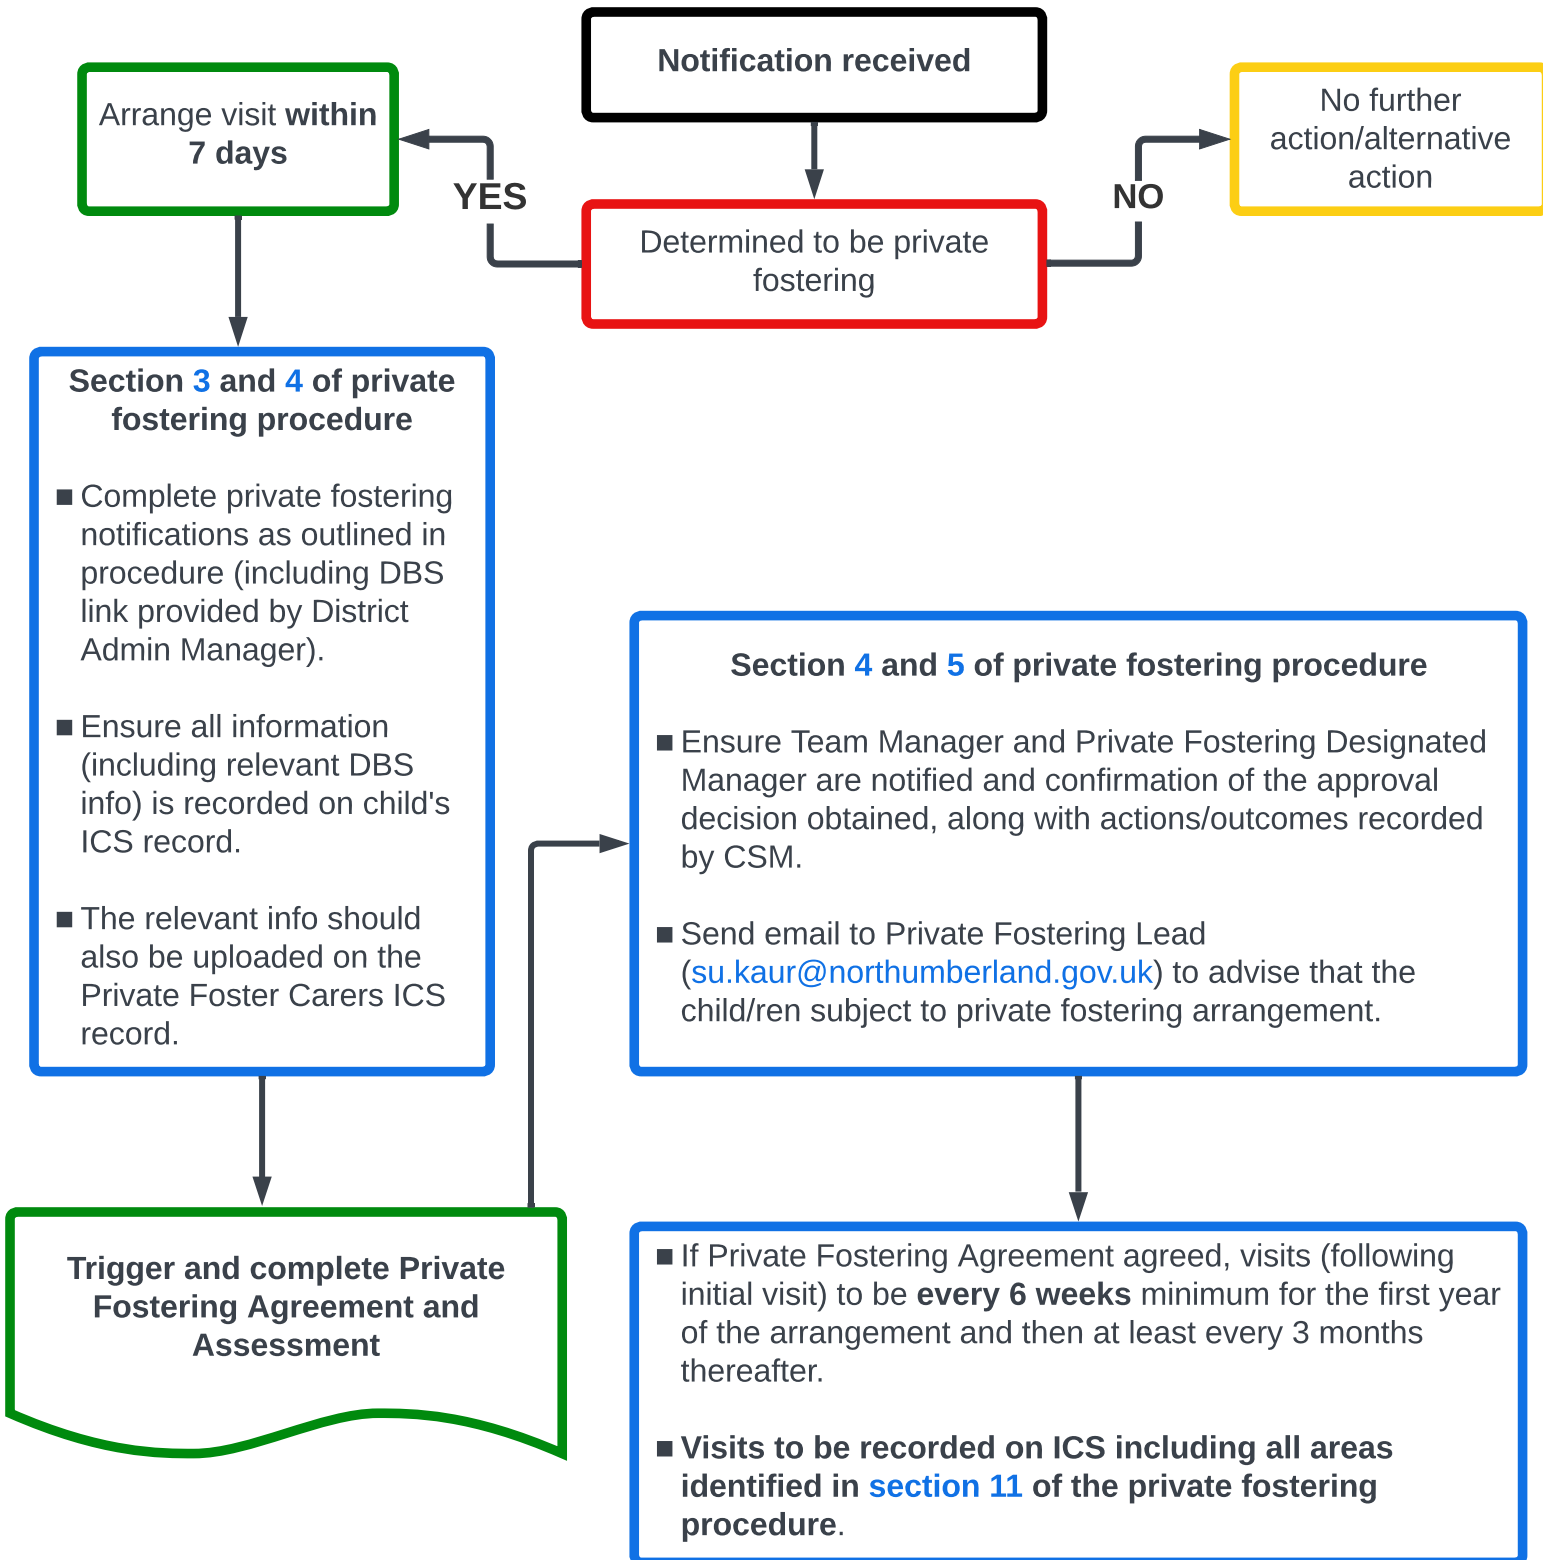 Notification received
Arrange visit within
7 days
No further
action/alternative
action
YES
NO
Determined to be private
fostering
Section 3 and 4 of private
fostering procedure
■ Complete private fostering
notifications as outlined in
procedure (including DBS
link provided by District
Admin Manager).
■ Ensure all information
(including relevant DBS
info) is recorded on child's
ICS record.
■ The relevant info should
also be uploaded on the
Private Foster Carers ICS
record.
Trigger and complete Private
Fostering Agreement and
Assessment
Section 4 and 5 of private fostering procedure
■ Ensure Team Manager and Private Fostering Designated
Manager are notified and confirmation of the approval
decision obtained, along with actions/outcomes recorded
by CSM.
■ Send email to Private Fostering Lead
(su.kaur@northumberland.gov.uk) to advise that the
child/ren subject to private fostering arrangement.
■ If Private Fostering Agreement agreed, visits (following
initial visit) to be every 6 weeks minimum for the first year
of the arrangement and then at least every 3 months
thereafter.
■ Visits to be recorded on ICS including all areas
identified in section 11 of the private fostering
procedure.